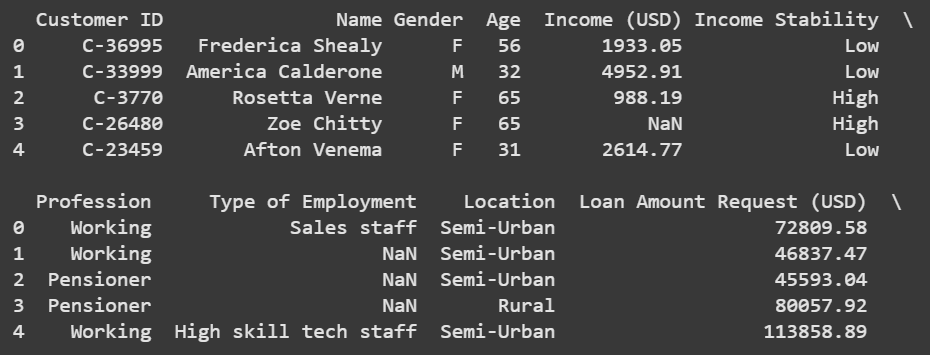 Customer ID               Name Gender  Age  Income (USD) Income Stability  \
0     C-36995   Frederica Shealy      F   56       1933.05              Low
1     C-33999  America Calderone      M   32       4952.91              Low
2      C-3770      Rosetta Verne      F   65        988.19             High
3     C-26480         Zoe Chitty      F   65           NaN             High
4     C-23459       Afton Venema      F   31       2614.77              Low

  Profession     Type of Employment    Location  Loan Amount Request (USD)  \
0    Working            Sales staff  Semi-Urban                   72809.58
1    Working                    NaN  Semi-Urban                   46837.47
2  Pensioner                    NaN  Semi-Urban                   45593.04
3  Pensioner                    NaN       Rural                   80057.92
4    Working  High skill tech staff  Semi-Urban                  113858.89